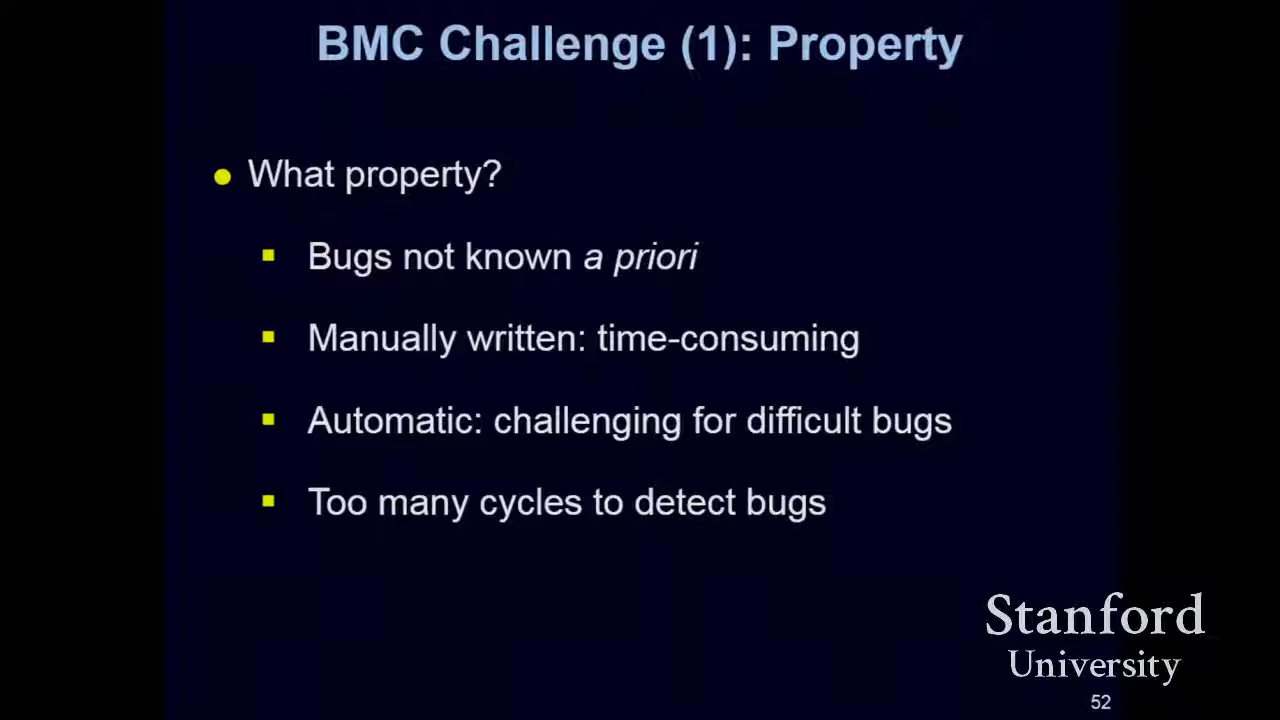 BMC Challenge (1): Property
What property?
Bugs not known a priori
Manually written: time-consuming
Automatic: challenging for difficult bugs
Too many cycles to detect bugs
Stanford
University
52